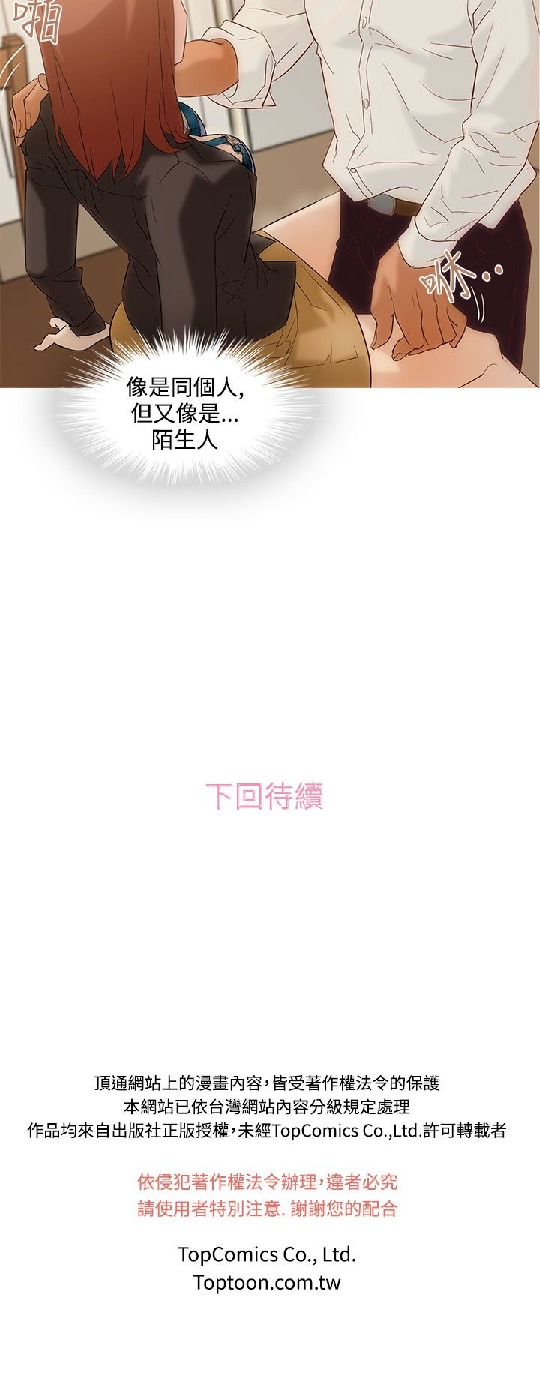 啪
咻..
像是同個人,
但又像是...
陌生人
下回待續
頂通網站上的漫畫內容,皆受著作權法令的保護
本網站已依台灣網站內容分級規定處理
作品均來自出版社正版授權,未經TopComics Co.,Ltd.許可轉載者
依侵犯著作權法令辦理,違者必究
請使用者特別注意. 謝謝您的配合
TopComics Co., Ltd.
Toptoon.com.tw